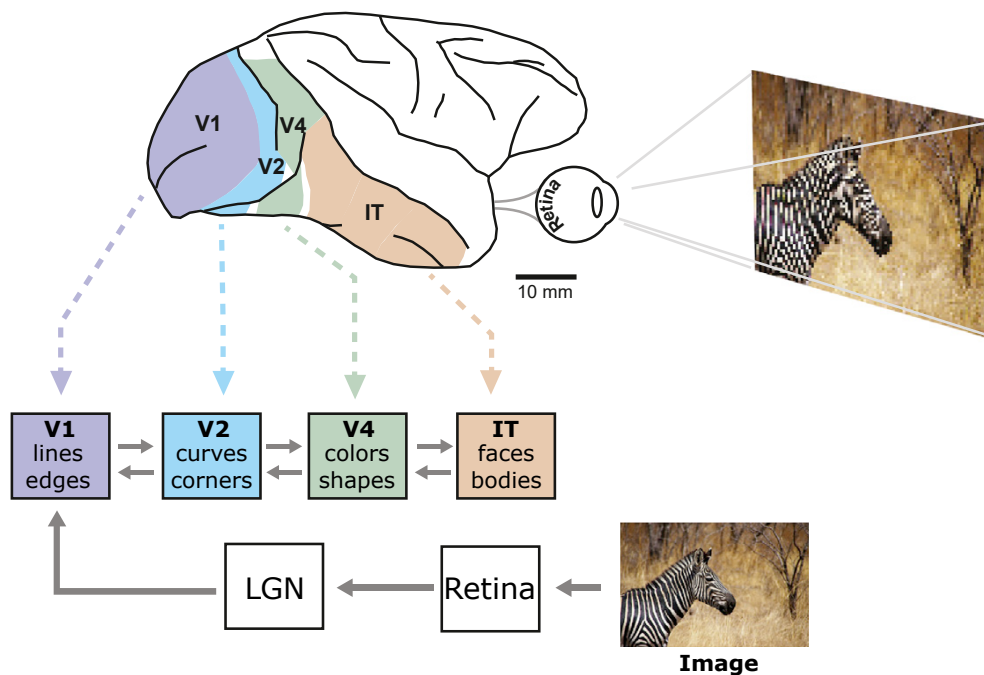 V1
V4
V2
IT
Retina
10 mm
V1
lines
edges
V2
curves
corners
V4
colors
shapes
IT
faces
bodies
LGN
Retina
Image